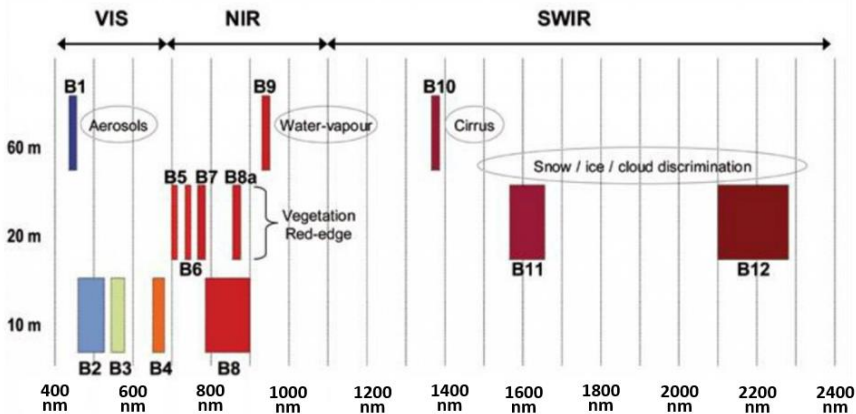 VIS NIR SWIR
B1 B9 B10
Aerosols Water-vapour Cirrus
60 m
Snow / ice / cloud discrimination
B5 B7 B8a
Vegetation
Red-edge
20 m
B6 B11 B12
10 m
B2 B3 B4 B8
400 600 800 1000 1200 1400 1600 1800 2000 2200 2400
nm nm nm nm nm nm nm nm nm nm nm